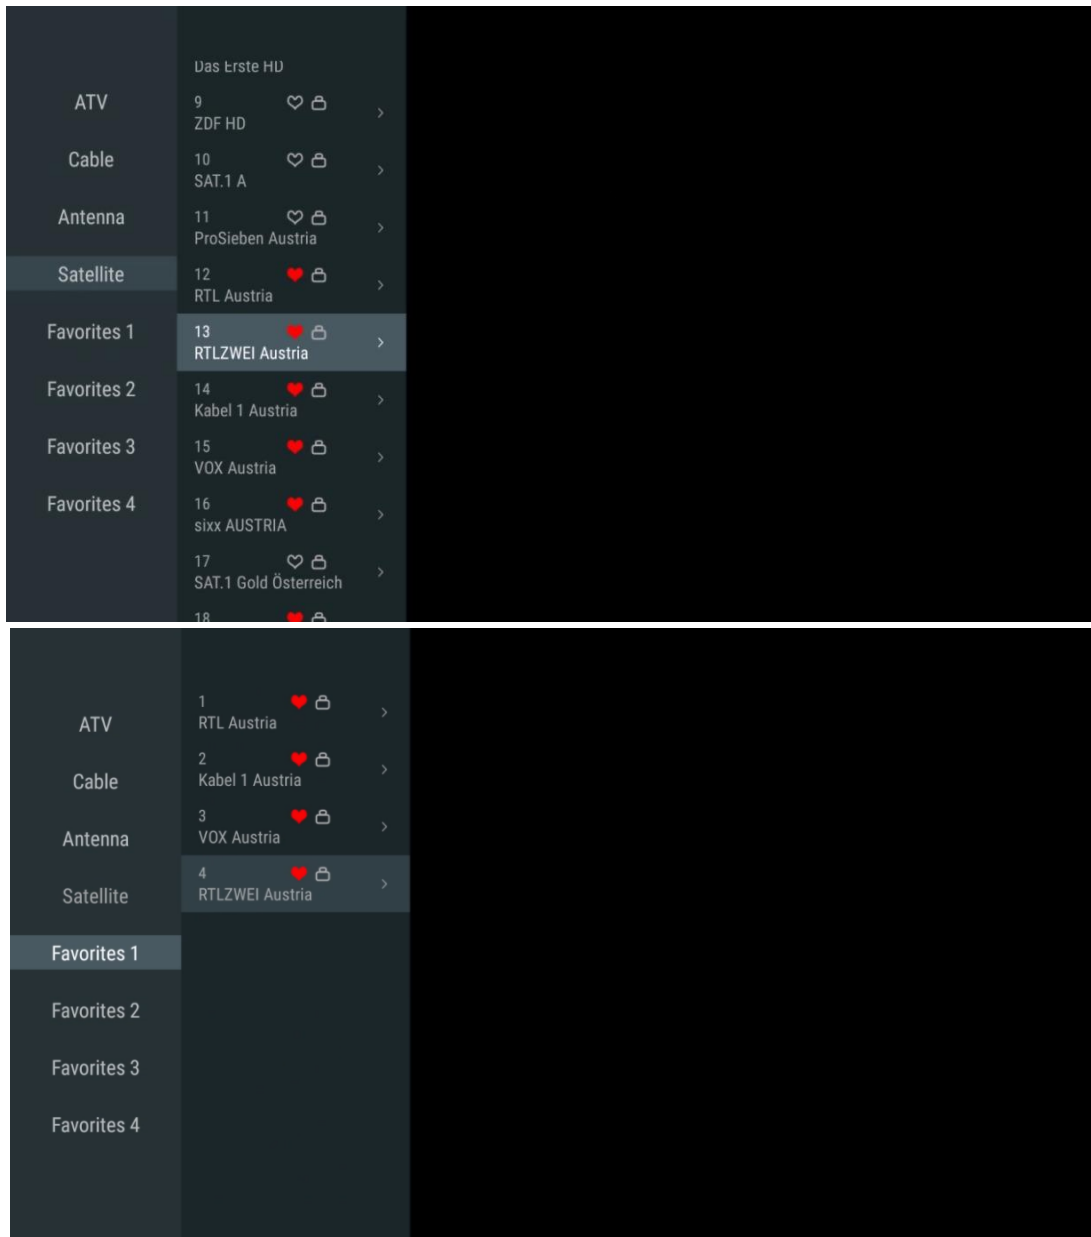 ATV
Cable
Antenna
Satellite
Favorites 1
Favorites 2
Favorites 3
Favorites 4
Das Erste HD
9
ZDF HD
10
SAT.1 A
11
ProSieben Austria
12
RTL Austria
13
RTLZWEI Austria
14
Kabel 1 Austria
15
VOX Austria
16
sixx AUSTRIA
17
SAT.1 Gold Österreich
18
ATV
Cable
Antenna
Satellite
Favorites 1
Favorites 2
Favorites 3
Favorites 4
1
RTL Austria
2
Kabel 1 Austria
3
VOX Austria
4
RTLZWEI Austria